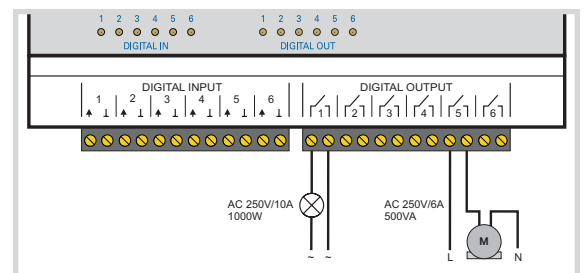 1 2 3 4 5 6
1 2 3 4 5 6
DIGITAL IN
DIGITAL OUT
DIGITAL INPUT
DIGITAL OUTPUT
1 2 3 4 5 6
1 2 3 4 5 6
AC 250V/10A
1000W
AC 250V/6A
500VA
M
~ ~
L
N